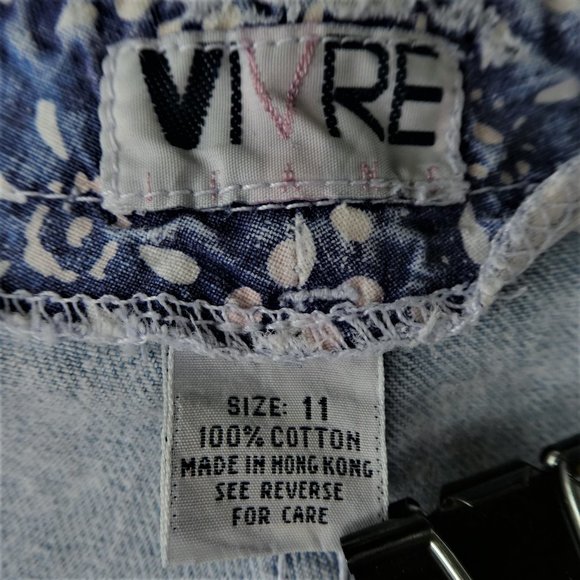 VIVRE
SIZE: 11
100% COTTON
MADE IN HONG KONG
SEE REVERSE
FOR CARE